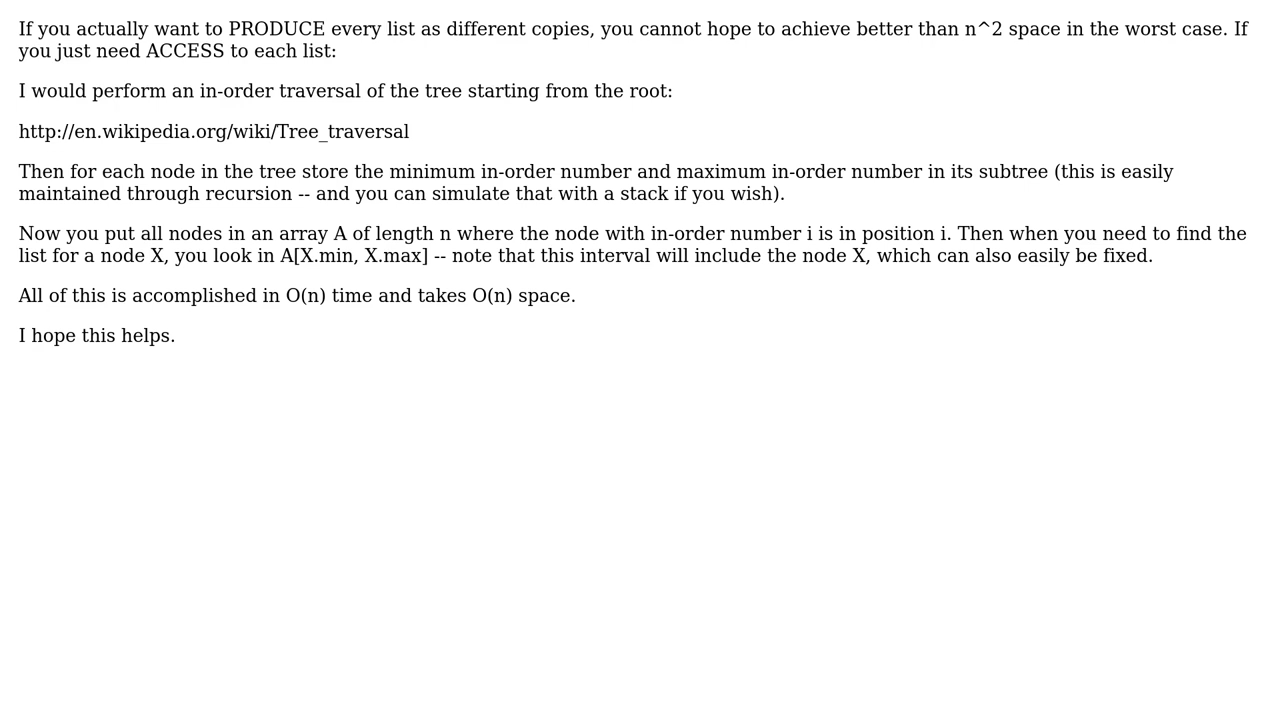 If you actually want to PRODUCE every list as different copies, you cannot hope to achieve better than n^2 space in the worst case. If
you just need ACCESS to each list:
I would perform an in-order traversal of the tree starting from the root:
http://en.wikipedia.org/wiki/Tree_traversal
Then for each node in the tree store the minimum in-order number and maximum in-order number in its subtree (this is easily
maintained through recursion -- and you can simulate that with a stack if you wish).
Now you put all nodes in an array A of length n where the node with in-order number i is in position i. Then when you need to find the
list for a node X, you look in A[X.min, X.max] -- note that this interval will include the node X, which can also easily be fixed.
All of this is accomplished in O(n) time and takes O(n) space.
I hope this helps.